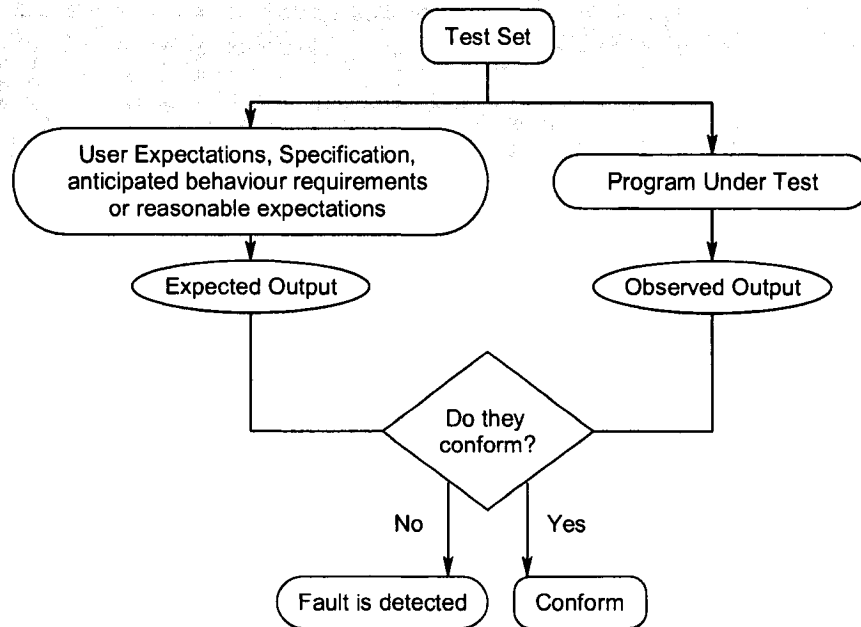 Test Set
User Expectations, Specification,
anticipated behaviour requirements
or reasonable expectations
Program Under Test
Expected Output
Observed Output
Do they
conform?
No
Yes
Fault is detected
Conform